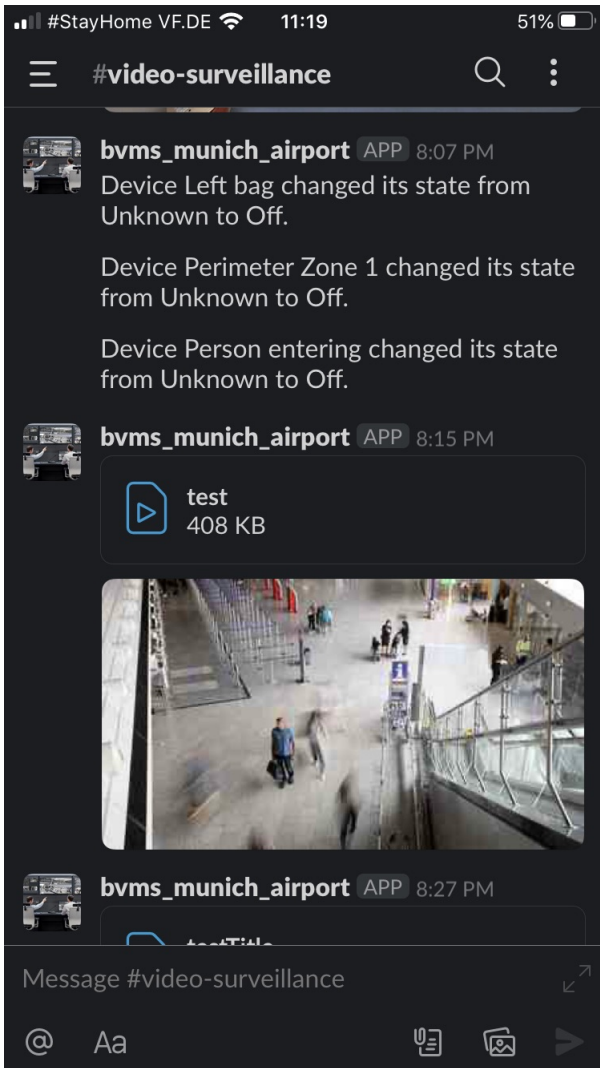 #StayHome VF.DE 11:19 51%
#video-surveillance
bvms_munich_airport APP 8:07 PM
Device Left bag changed its state from
Unknown to Off.
Device Perimeter Zone 1 changed its state
from Unknown to Off.
Device Person entering changed its state
from Unknown to Off.
bvms_munich_airport APP 8:15 PM
test
408 KB
i
bvms_munich_airport APP 8:27 PM
testTitle
Message #video-surveillance
@ Aa